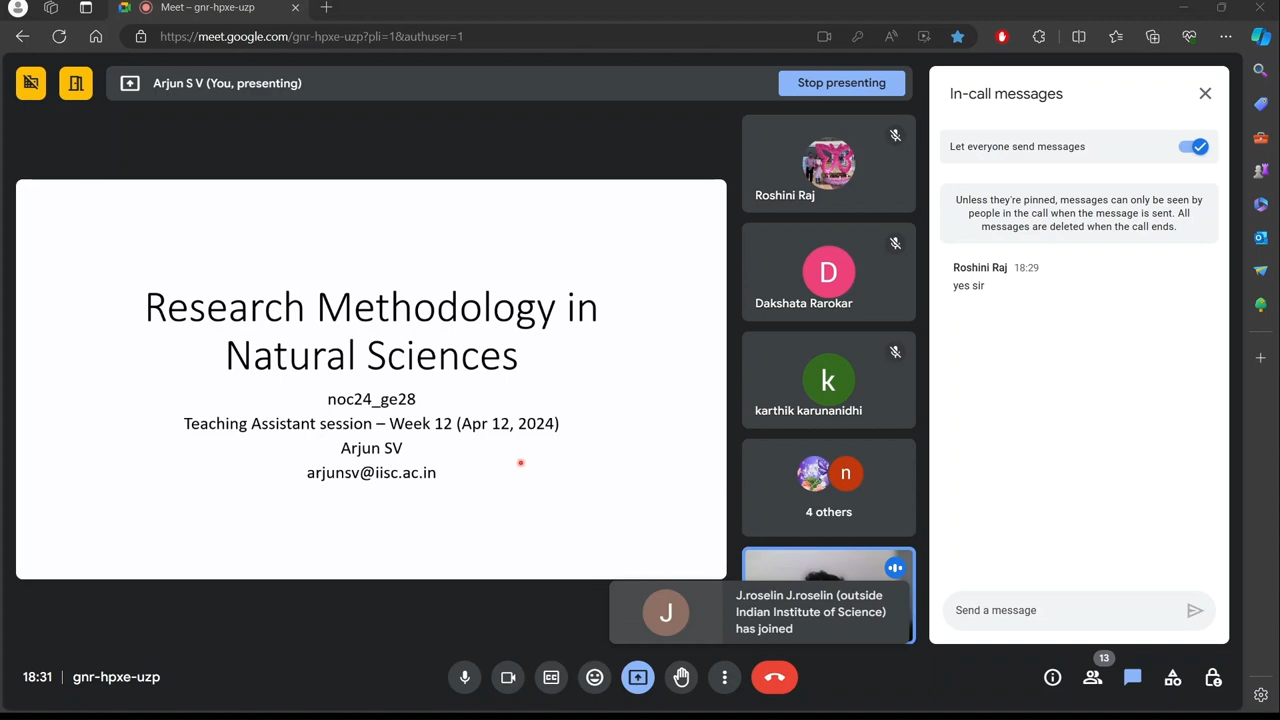 Meet – gnr-hpxe-uzp
https://meet.google.com/gnr-hpxe-uzp?pli=1&authuser=1
Arjun S V (You, presenting)
Stop presenting
Research Methodology in
Natural Sciences
noc24_ge28
Teaching Assistant session – Week 12 (Apr 12, 2024)
Arjun SV
arjunsv@iisc.ac.in
Roshini Raj
D
Dakshata Rarokar
k
karthik karunanidhi
n
4 others
J
J.roselin J.roselin (outside
Indian Institute of Science)
has joined
In-call messages
Let everyone send messages
Unless they're pinned, messages can only be seen by
people in the call when the message is sent. All
messages are deleted when the call ends.
Roshini Raj 18:29
yes sir
Send a message
18:31 | gnr-hpxe-uzp
CC
13